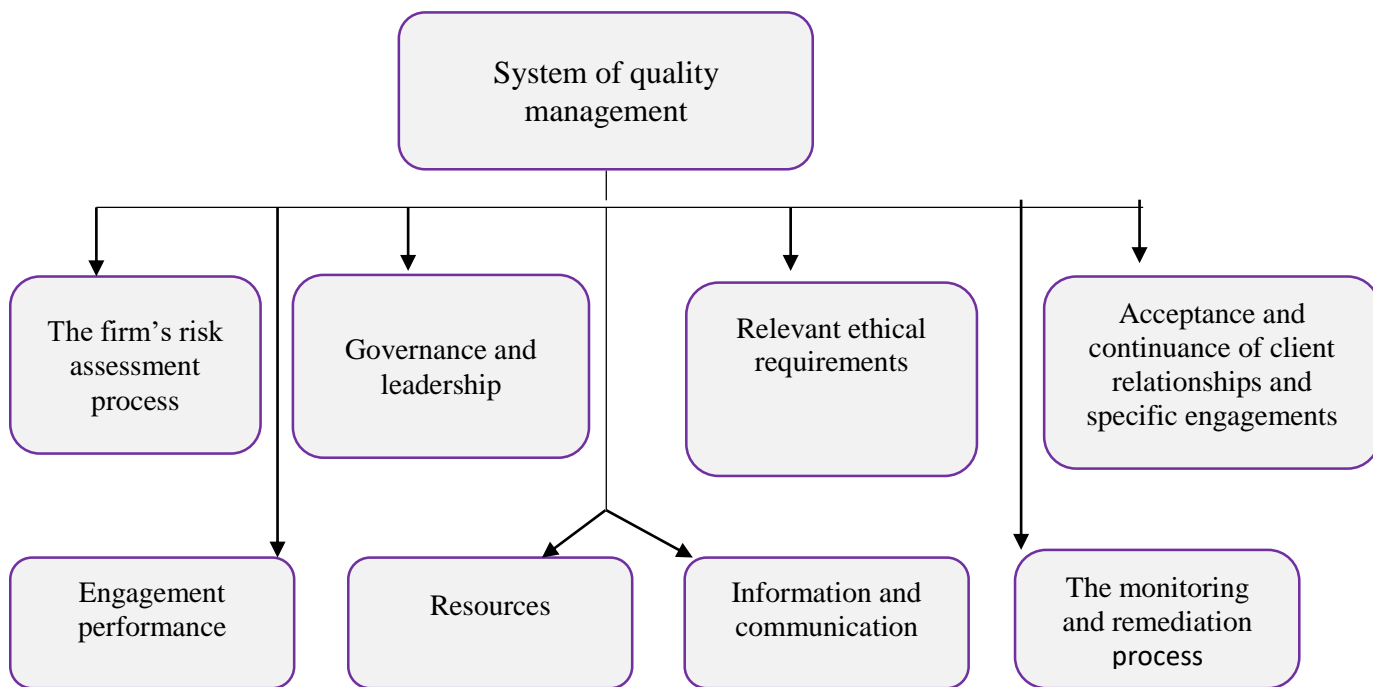 System of quality
management
The firm’s risk
assessment
process
Governance and
leadership
Relevant ethical
requirements
Acceptance and
continuance of client
relationships and
specific engagements
Engagement
performance
Resources
Information and
communication
The monitoring
and remediation
process